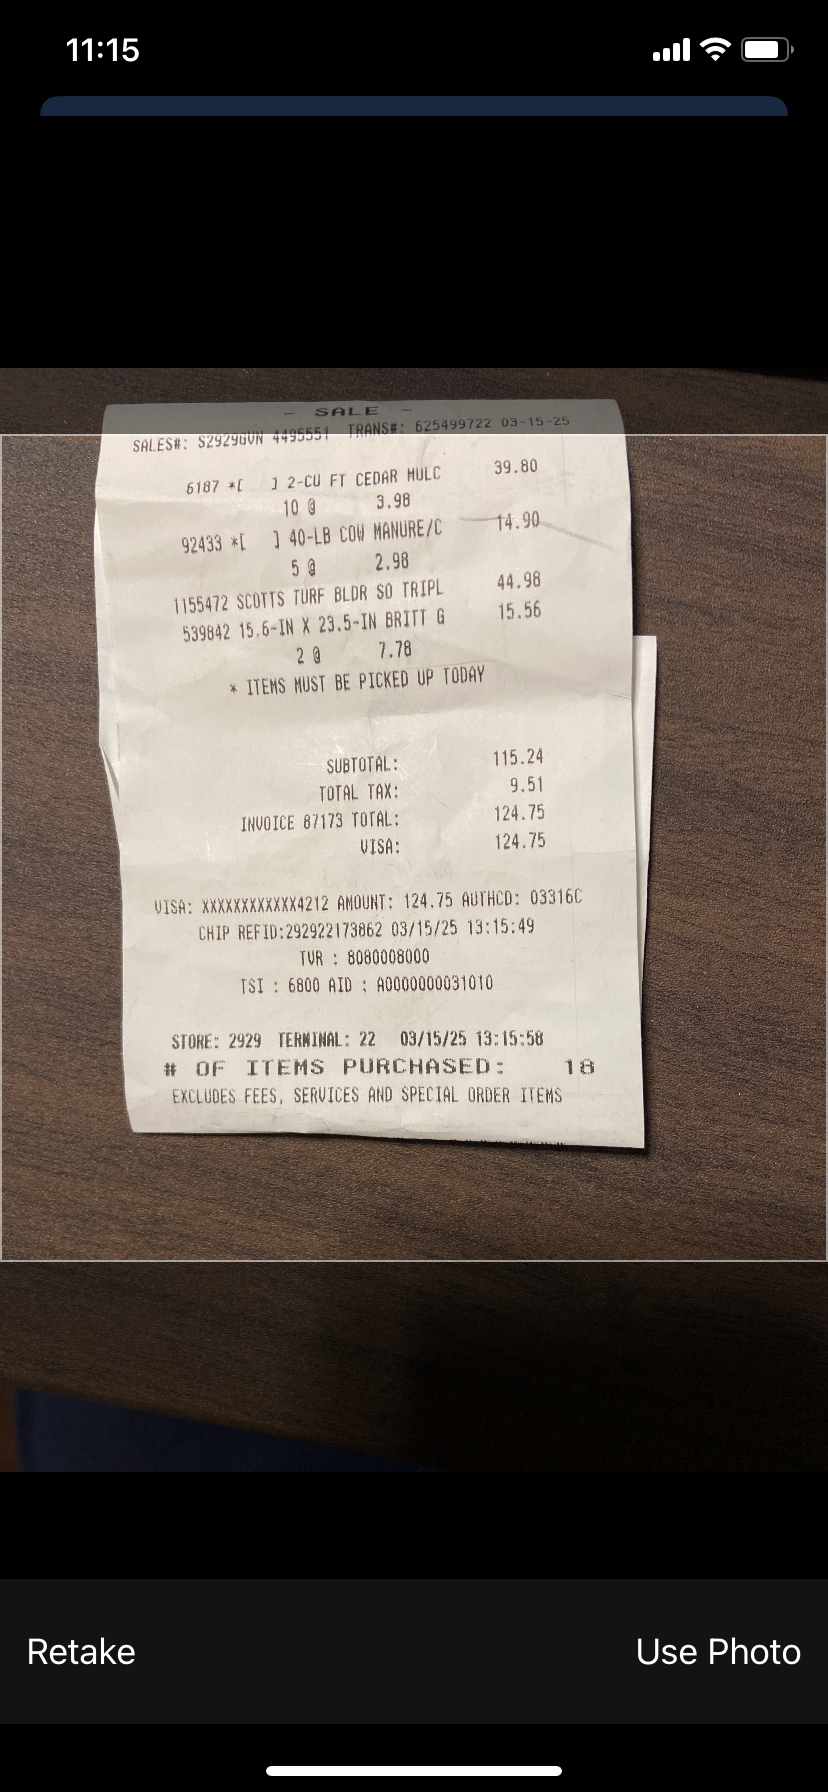 11:15
- SALE -
SALES#: S2929GVN 4495551 TRANS#: 625499722 03-15-25
6187 *[ ] 2-CU FT CEDAR MULC 39.80
10 @ 3.98
92433 *[ ] 40-LB COW MANURE/C 14.90
5 @ 2.98
1155472 SCOTTS TURF BLDR SO TRIPL 44.98
539842 15.6-IN X 23.5-IN BRITT G 15.56
2 @ 7.78
* ITEMS MUST BE PICKED UP TODAY
SUBTOTAL: 115.24
TOTAL TAX: 9.51
INVOICE 87173 TOTAL: 124.75
VISA: 124.75
VISA: XXXXXXXXXXXX4212 AMOUNT: 124.75 AUTHCD: 03316C
CHIP REFID:292922173862 03/15/25 13:15:49
TVR : 8080008000
TSI : 6800 AID : A0000000031010
STORE: 2929 TERMINAL: 22 03/15/25 13:15:58
# OF ITEMS PURCHASED: 18
EXCLUDES FEES, SERVICES AND SPECIAL ORDER ITEMS
Retake Use Photo